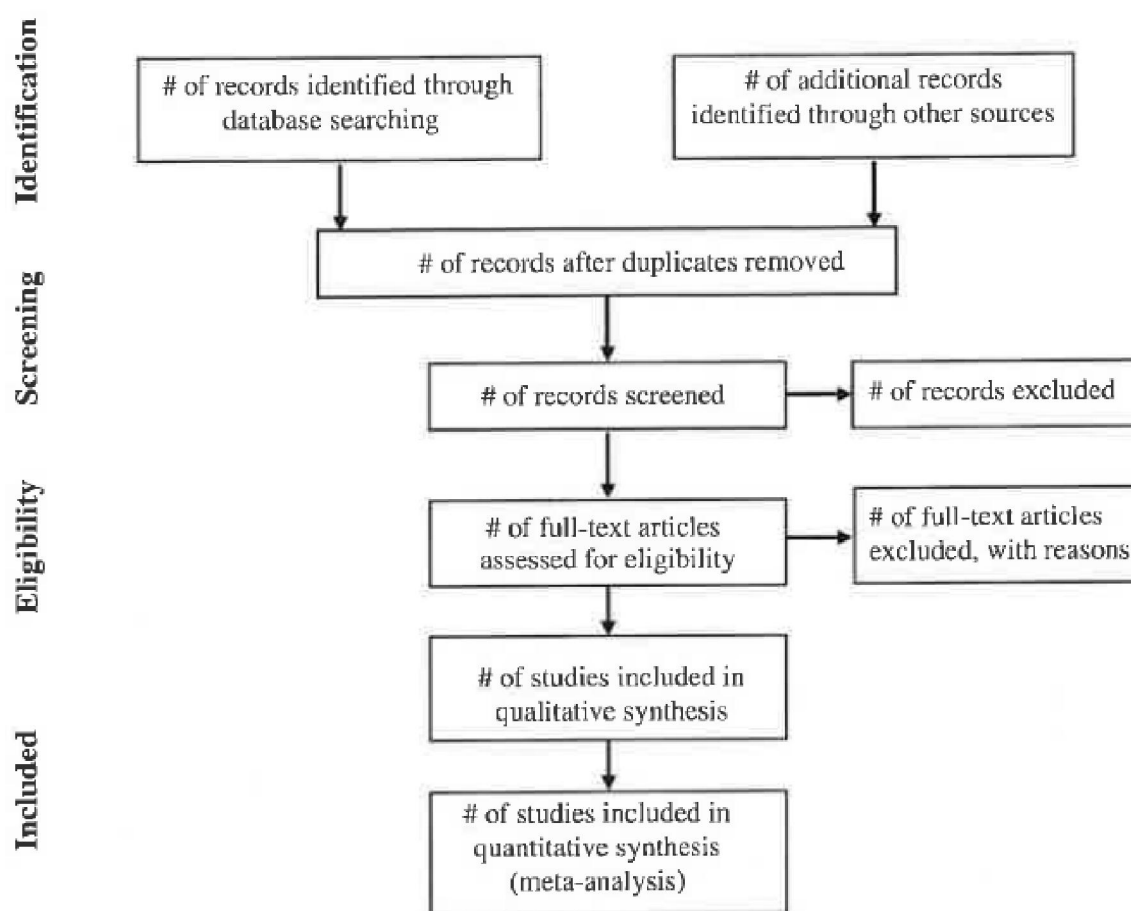 Identification
# of records identified through
database searching
# of additional records
identified through other sources
# of records after duplicates removed
Screening
# of records screened
# of records excluded
Eligibility
# of full-text articles
assessed for eligibility
# of full-text articles
excluded, with reasons
# of studies included in
qualitative synthesis
Included
# of studies included in
quantitative synthesis
(meta-analysis)